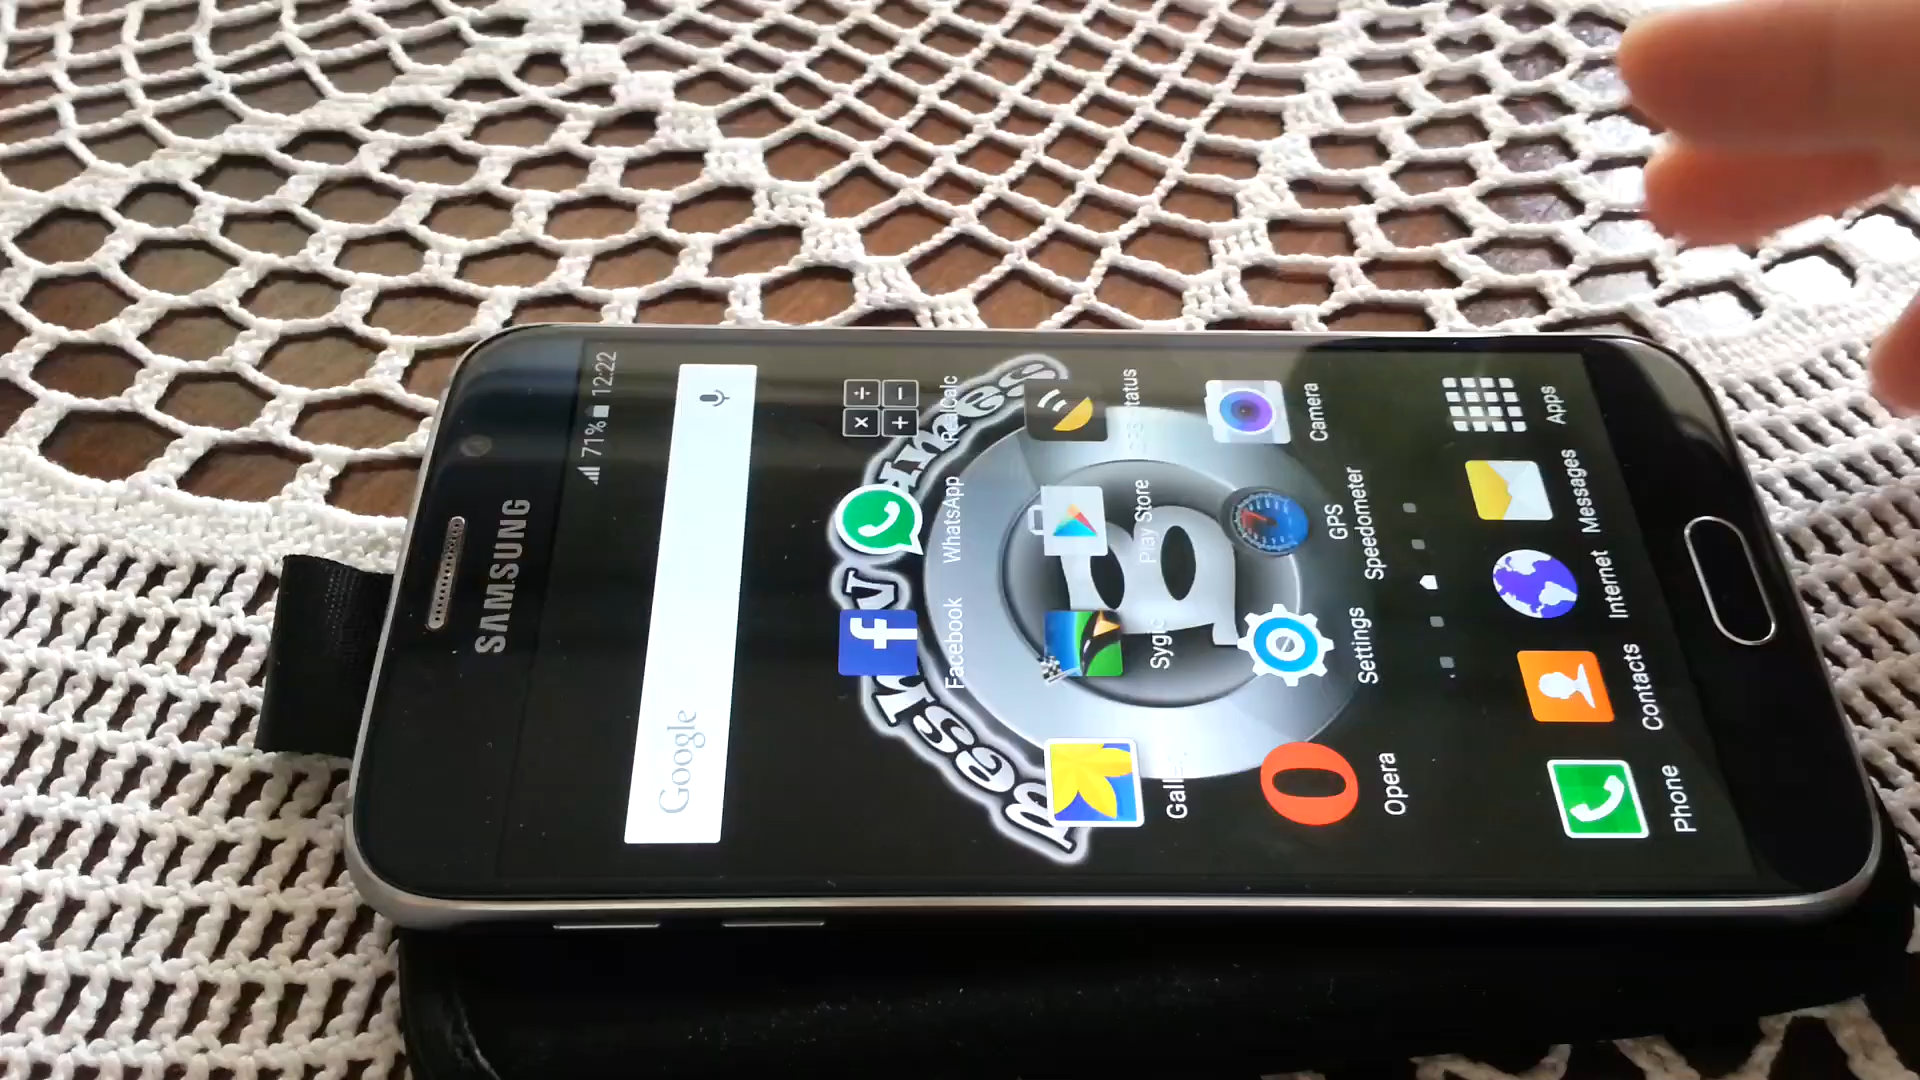 SAMSUNG
71% 12:22
Google
Facebook
WhatsApp
RealCalc
Sygic
Play Store
Opera
Settings
GPS
Speedometer
Camera
Phone
Contacts
Internet
Messages
Apps